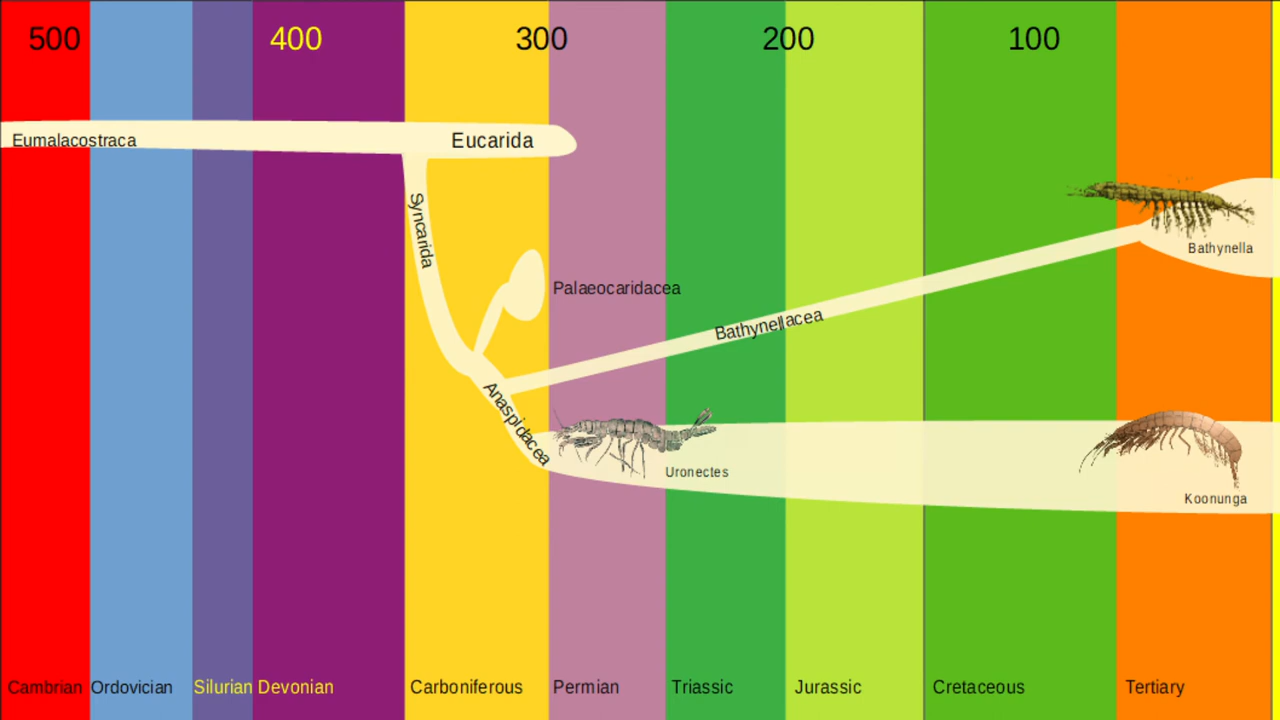 500
400
300
200
100
Eumalacostraca
Eucarida
Syncarida
Bathynella
Palaeocaridacea
Bathynellacea
Anaspidacea
Uronectes
Koonunga
Cambrian
Ordovician
Silurian
Devonian
Carboniferous
Permian
Triassic
Jurassic
Cretaceous
Tertiary